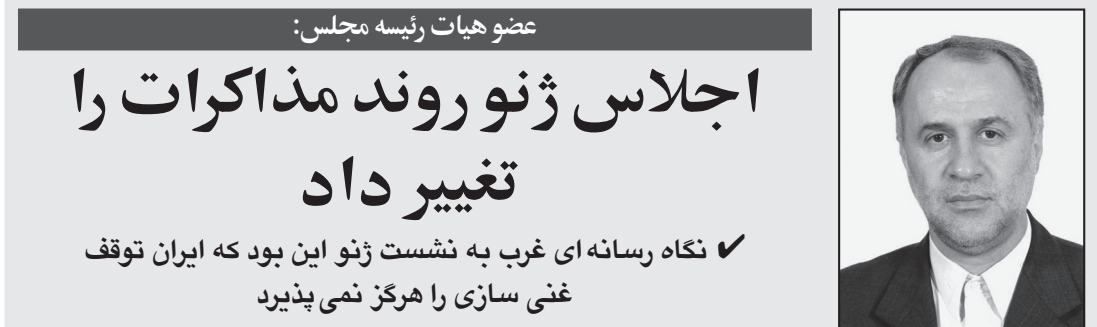 عضو هیات رئیسه مجلس:
اجلاس ژنو روند مذاکرات را
تغییر داد
✔ نگاه رسانه ای غرب به نشست ژنو این بود که ایران توقف
غنی سازی را هرگز نمی پذیرد